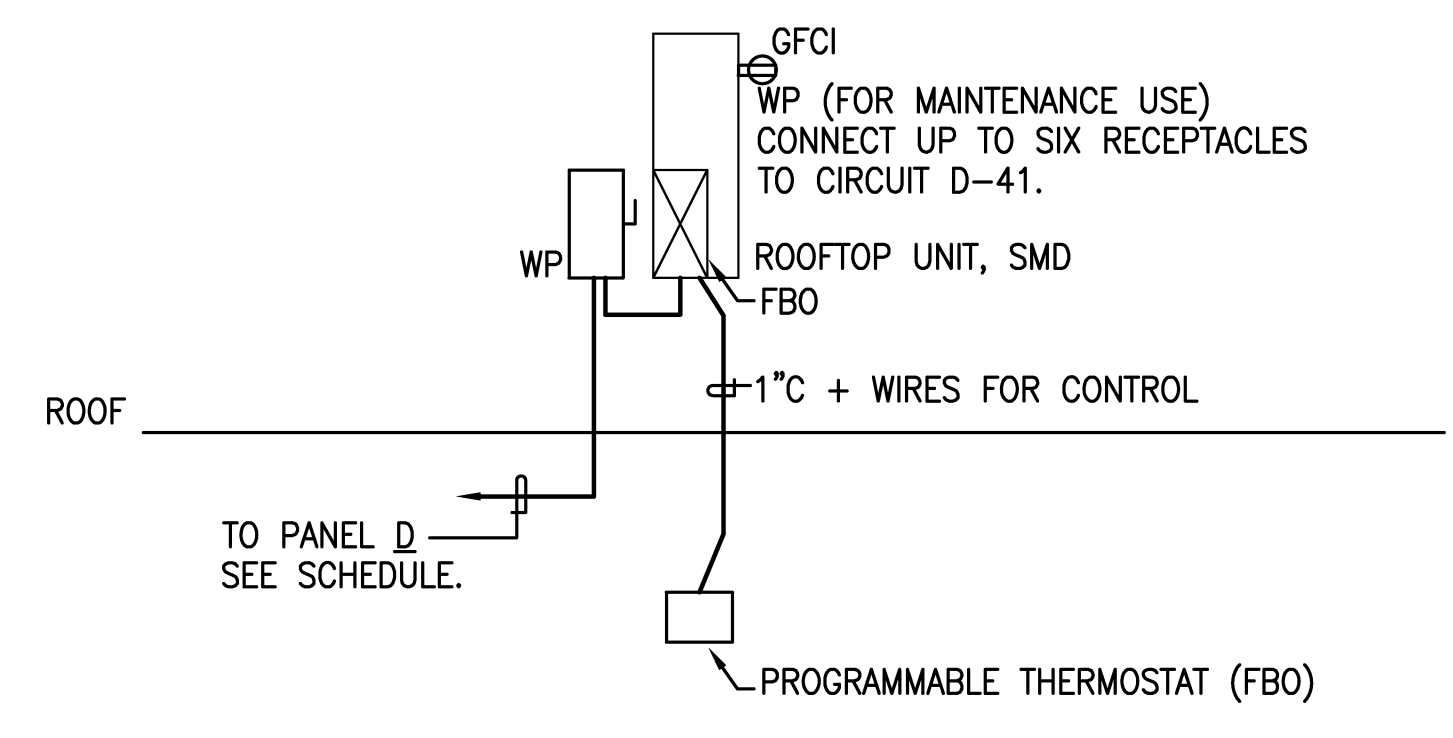 GFCI
WP (FOR MAINTENANCE USE)
CONNECT UP TO SIX RECEPTACLES
TO CIRCUIT D-41.
WP
ROOFTOP UNIT, SMD
FBO
1"C + WIRES FOR CONTROL
ROOF
TO PANEL D
SEE SCHEDULE.
PROGRAMMABLE THERMOSTAT (FBO)